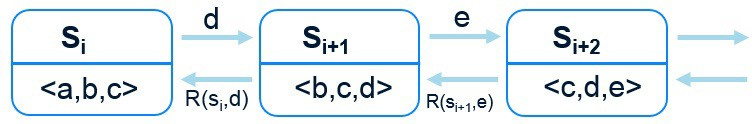 d
e
Sᵢ
Sᵢ₊₁
Sᵢ₊₂
<a,b,c>
<b,c,d>
<c,d,e>
R(sᵢ,d)
R(sᵢ₊₁,e)